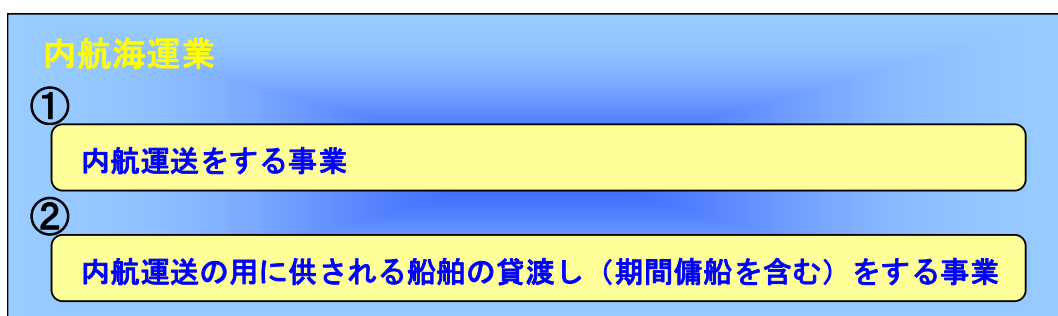 内航海運業
①
内航運送をする事業
②
内航運送の用に供される船舶の貸渡し（期間傭船を含む）をする事業